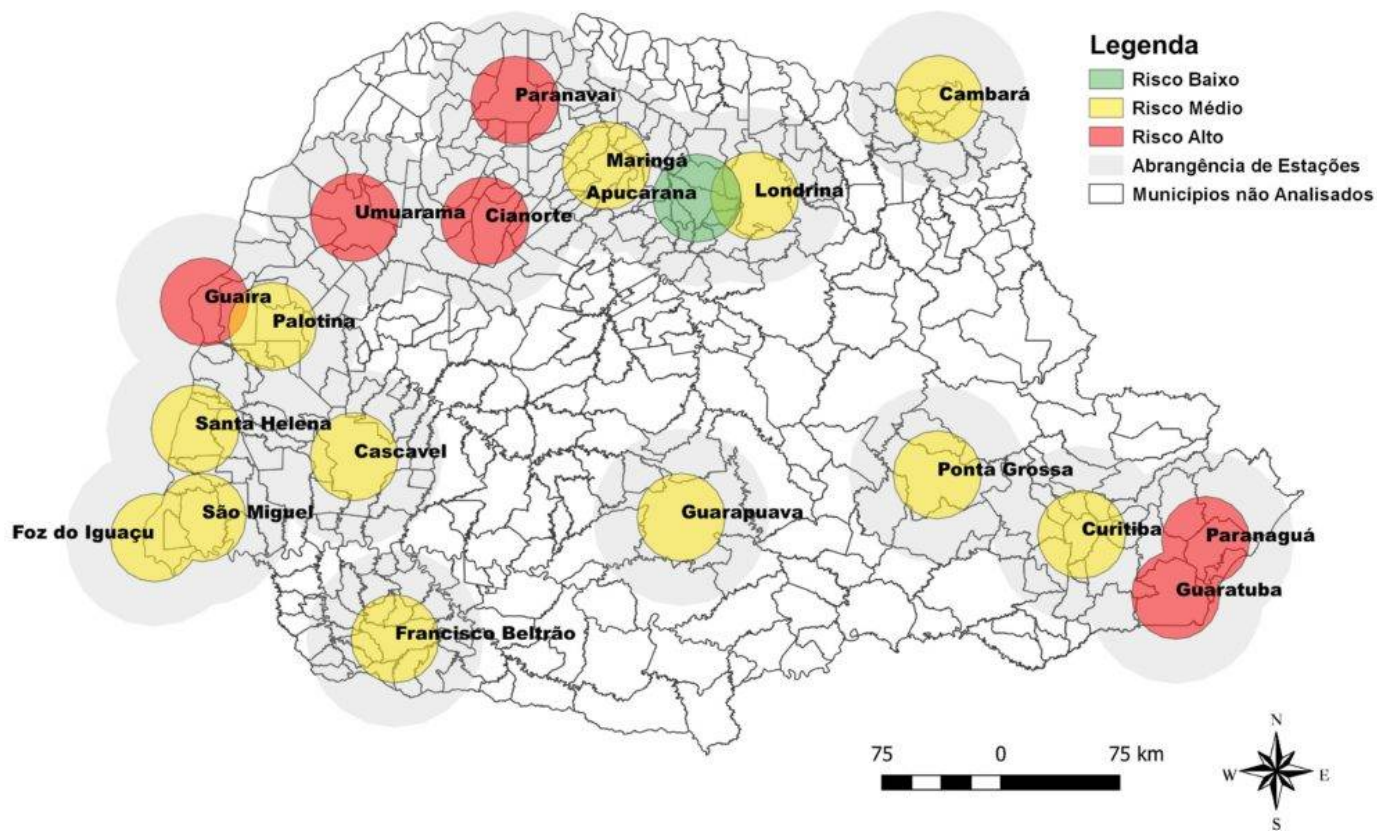 Legenda
Risco Baixo
Risco Médio
Risco Alto
Abrangência de Estações
Municípios não Analisados
Paranavai
Cambará
Maringá
Apucarana
Londrina
Umuarama
Cianorte
Guaíra
Palotina
Santa Helena
Cascavel
Ponta Grossa
São Miguel
Guarapuava
Foz do Iguaçu
Curitiba
Paranaguá
Guaratuba
Francisco Beltrão
75 0 75 km
N
W E
S